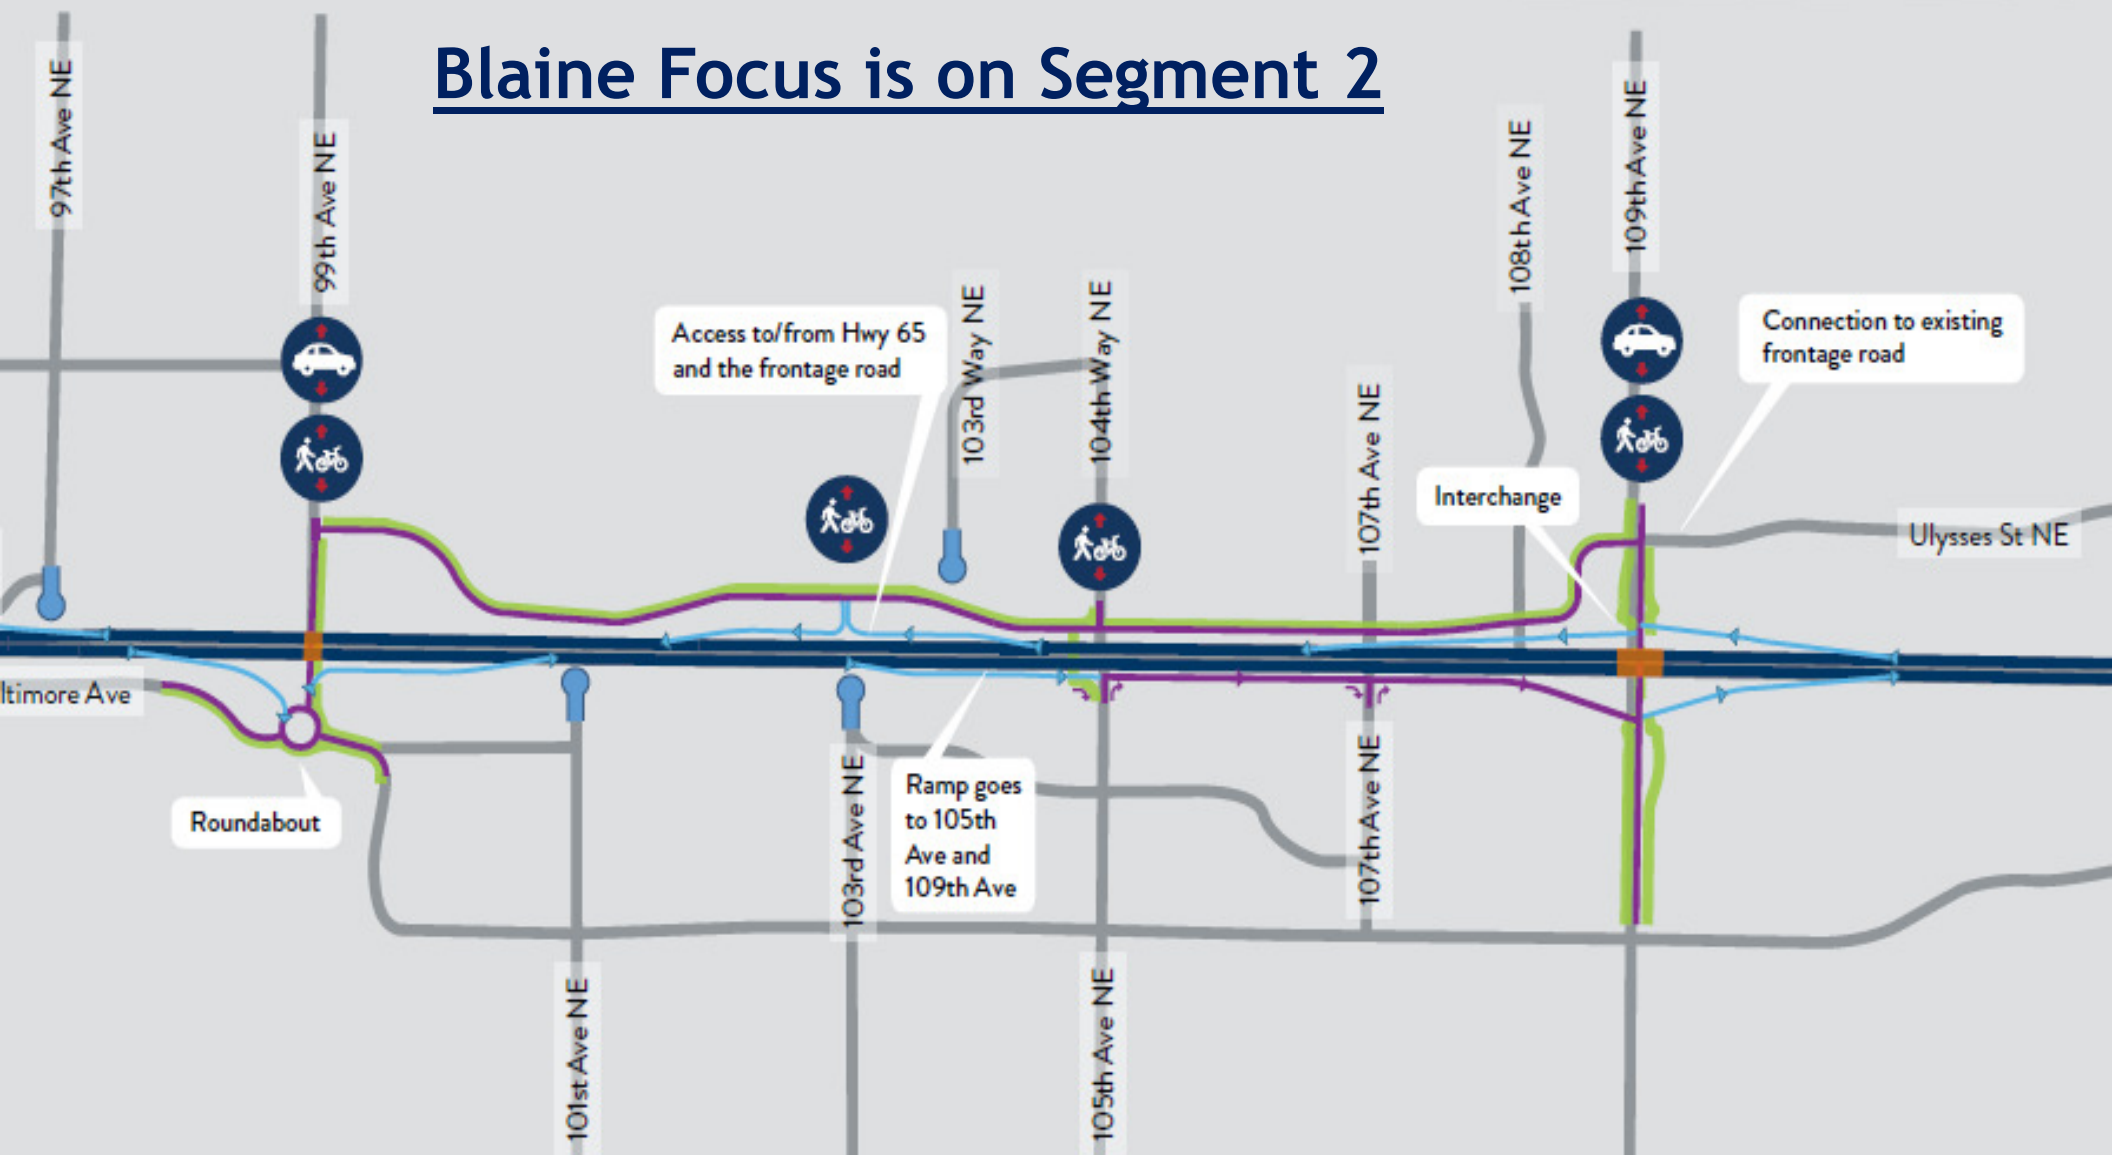 Blaine Focus is on Segment 2
97th Ave NE
99th Ave NE
108th Ave NE
109th Ave NE
103rd Way NE
104th Way NE
Access to/from Hwy 65
and the frontage road
Connection to existing
frontage road
107th Ave NE
Interchange
Ulysses St NE
ltimore Ave
Roundabout
103rd Ave NE
Ramp goes
to 105th
Ave and
109th Ave
107th Ave NE
101st Ave NE
105th Ave NE